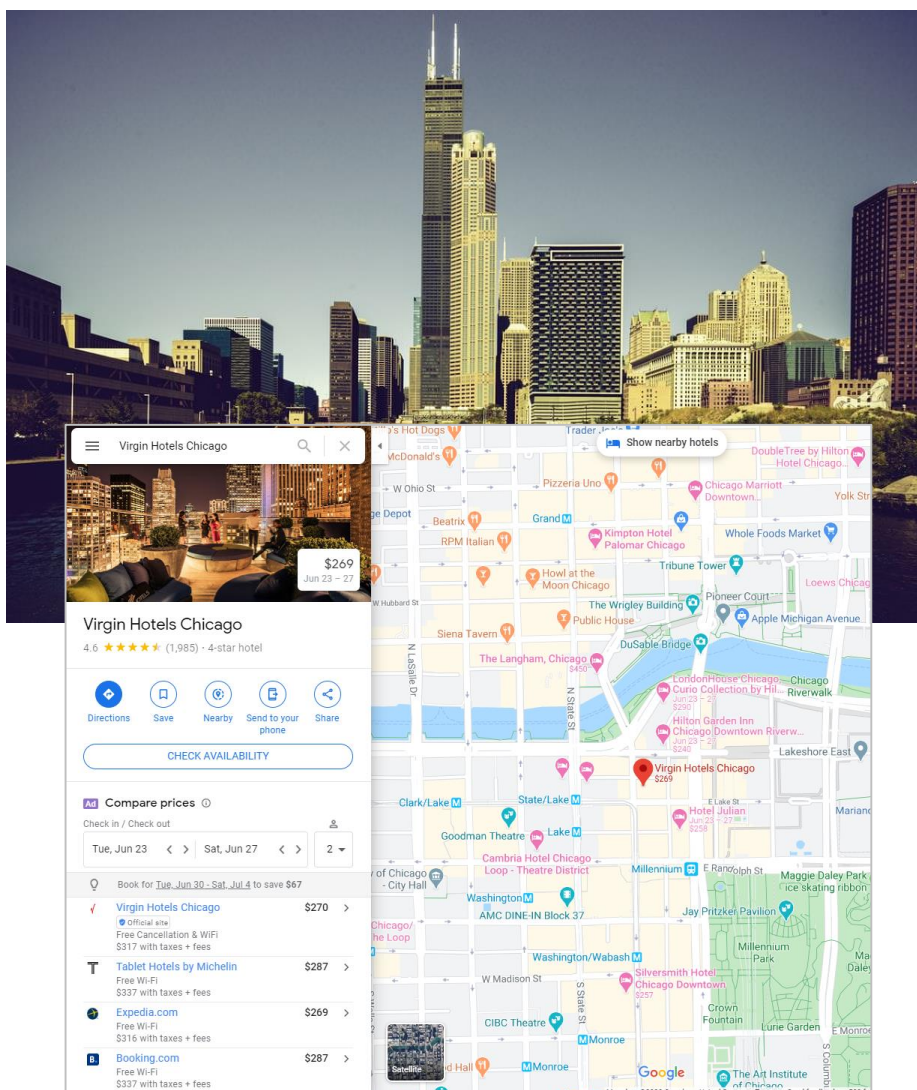 Virgin Hotels Chicago
$269
Jun 23 – 27
Virgin Hotels Chicago
4.6
(1,985) · 4-star hotel
Directions
Save
Nearby
Send to your
phone
Share
CHECK AVAILABILITY
Ad Compare prices
Check in / Check out
Tue, Jun 23
Sat, Jun 27
2
Book for Tue, Jun 30 - Sat, Jul 4 to save $67
Virgin Hotels Chicago $270
Official site
Free Cancellation & WiFi
$317 with taxes + fees
Tablet Hotels by Michelin $287
Free Wi-Fi
$337 with taxes + fees
Expedia.com $269
Free Wi-Fi
$316 with taxes + fees
B.
Booking.com $287
Free Wi-Fi
$337 with taxes + fees
Show nearby hotels
's Hot Dogs
Trader
McDonald's
DoubleTree by Hilton
Hotel Chicago...
Pizzeria Uno
W Ohio St
Chicago Marriott
Downtown...
Yolk Str
ge Depot
Beatrix
Grand M
RPM Italian
Kimpton Hotel
Palomar Chicago
Whole Foods Market
Tribune Tower
Howl at the
Moon Chicago
Loews Chicag
W. Hubbard St
The Wrigley Building
Pioneer Court
Public House
Apple Michigan Avenue
Siena Tavern
DuSable Bridge
N LaSalle Dr
The Langham, Chicago
$450
N State St
LondonHouse Chicago,
Curio Collection by Hil...
Jun 23 – 2
$290
Chicago
Riverwalk
Hilton Garden Inn
Chicago Downtown Riverw...
Jun 23 – 2
$240
Lakeshore East
Virgin Hotels Chicago
$269
Clark/Lake M
State/Lake M
E Lake St
Hotel Julian
Jun 23 – 27
$258
Mariano
Goodman Theatre
Lake M
Cambria Hotel Chicago
Loop - Theatre District
Millennium
E Randolph St
y of Chicago
- City Hall
Maggie Daley Park
ice skating ribbon
Washington M
AMC DINE-IN Block 37
Jay Pritzker Pavilion
Chicago/
he Loop
Millennium
Park
Ma
Daley
Washington/Wabash M
W Madison St
Silversmith Hotel
Chicago Downtown
$257
S State St
Crown
Fountain
CIBC Theatre
Lurie Garden
E Monroe
M Monroe
S Colum
Satellite
d Hall
M Monroe
Google
The Art Institute
of Chicago